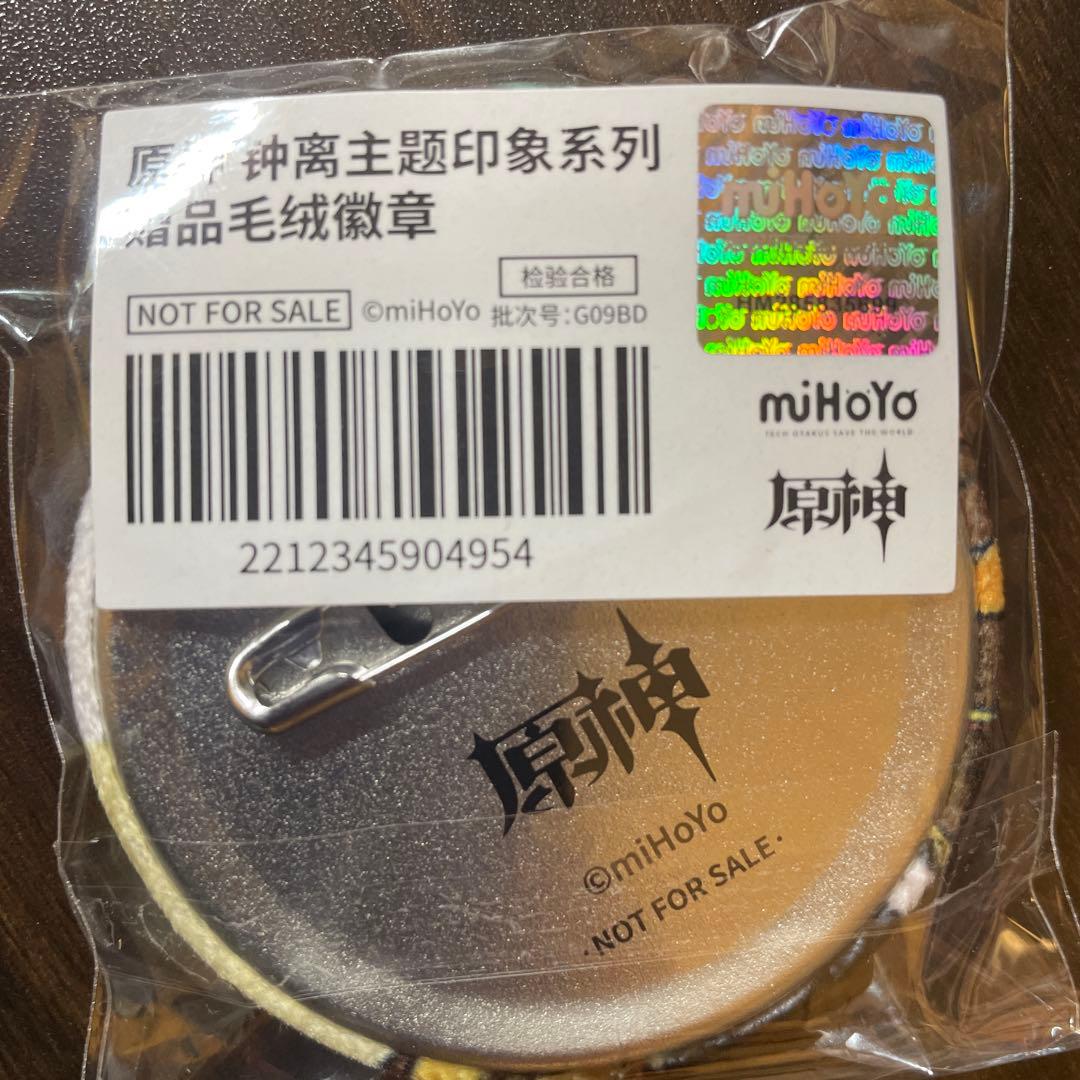 原神 钟离主题印象系列
赠品毛绒徽章
检验合格
NOT FOR SALE ©miHoYo 批次号:G09BD
2212345904954
miHoYo
miHoYo
TECH OTAKUS SAVE THE WORLD
原神
原神
©miHoYo
·NOT FOR SALE·